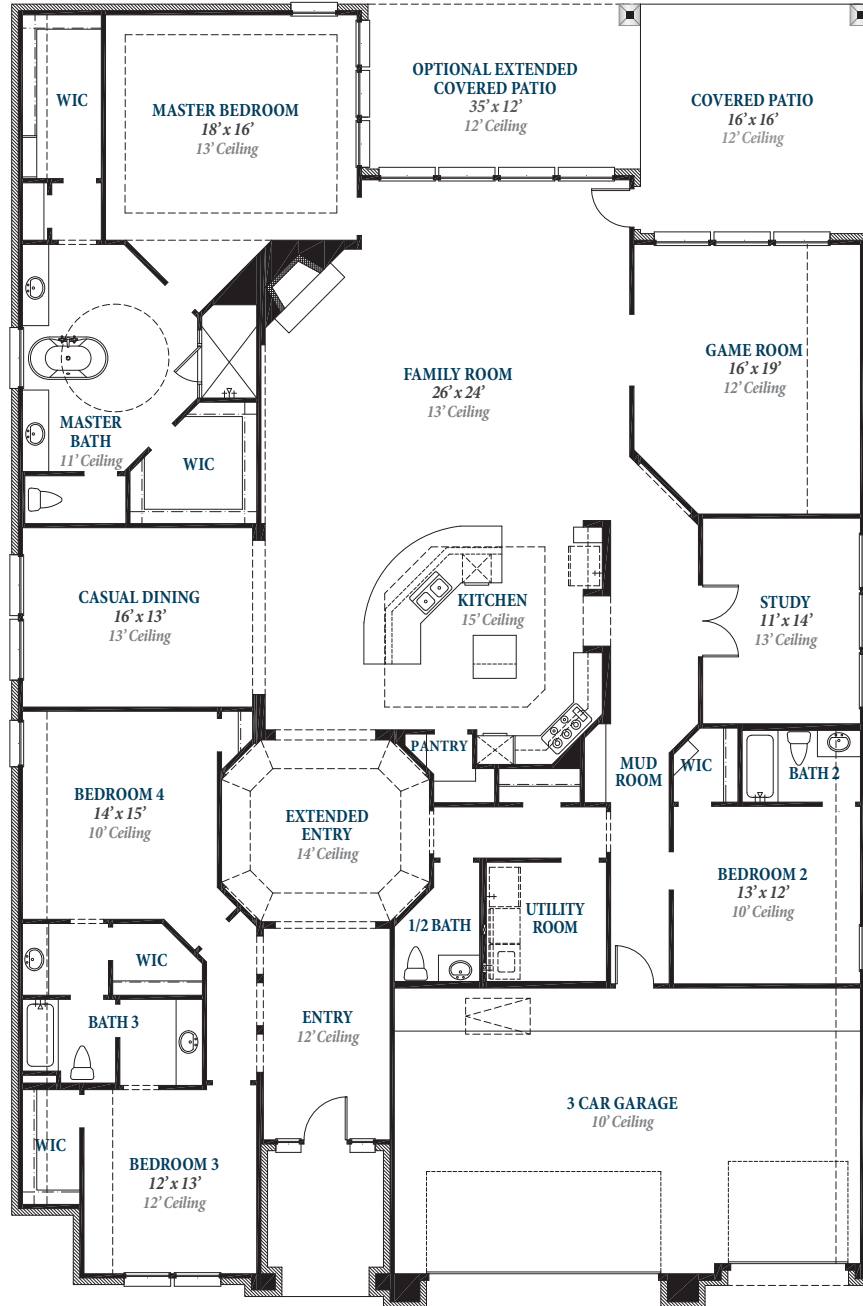 WIC
MASTER BEDROOM
18' x 16'
13' Ceiling
OPTIONAL EXTENDED
COVERED PATIO
35' x 12'
12' Ceiling
COVERED PATIO
16' x 16'
12' Ceiling
FAMILY ROOM
26' x 24'
13' Ceiling
GAME ROOM
16' x 19'
12' Ceiling
MASTER
BATH
11' Ceiling
WIC
CASUAL DINING
16' x 13'
13' Ceiling
KITCHEN
15' Ceiling
STUDY
11' x 14'
13' Ceiling
PANTRY
MUD
ROOM
WIC
BATH 2
BEDROOM 4
14' x 15'
10' Ceiling
EXTENDED
ENTRY
14' Ceiling
BEDROOM 2
13' x 12'
10' Ceiling
1/2 BATH
UTILITY
ROOM
WIC
BATH 3
ENTRY
12' Ceiling
3 CAR GARAGE
10' Ceiling
WIC
BEDROOM 3
12' x 13'
12' Ceiling